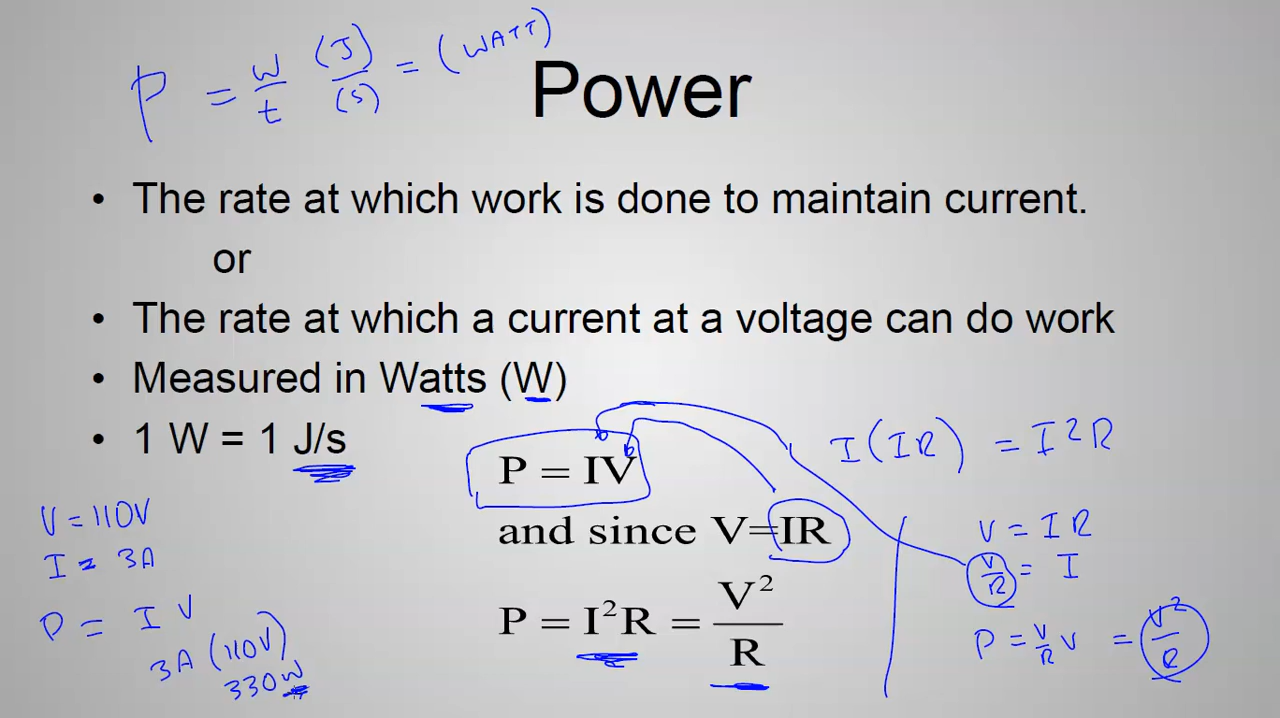 P = W/t (J)/(s) = (WATT)
Power
• The rate at which work is done to maintain current.
or
• The rate at which a current at a voltage can do work
• Measured in Watts (W)
• 1 W = 1 J/s
P = IV
and since V=IR
P = I²R = V²/R
I(IR) = I²R
V = IR
V/R = I
P = V/R V = V²/R
V = 110V
I = 3A
P = I V
3A (110V)
330W